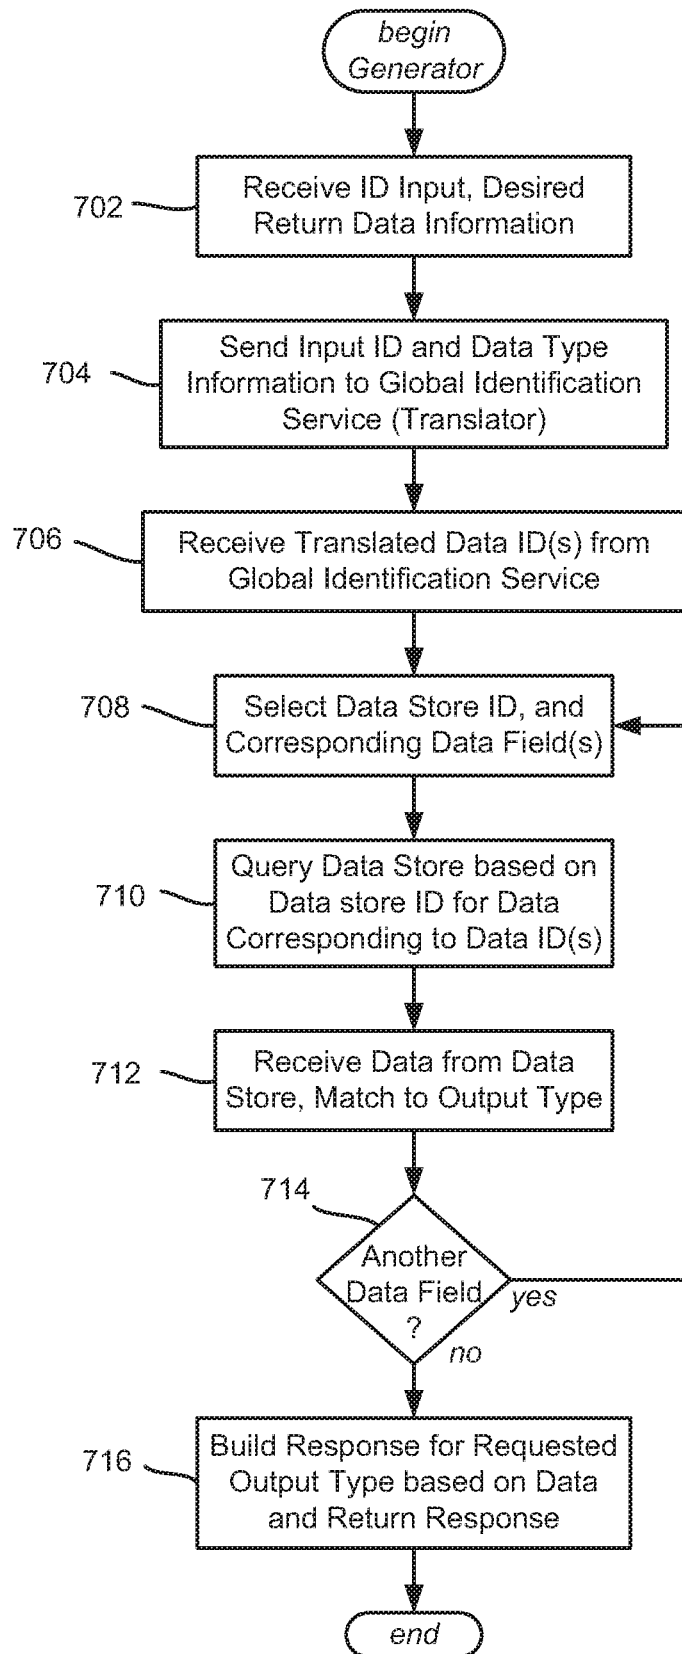 begin
Generator
702
Receive ID Input, Desired
Return Data Information
704
Send Input ID and Data Type
Information to Global Identification
Service (Translator)
706
Receive Translated Data ID(s) from
Global Identification Service
708
Select Data Store ID, and
Corresponding Data Field(s)
710
Query Data Store based on
Data store ID for Data
Corresponding to Data ID(s)
712
Receive Data from Data
Store, Match to Output Type
714
Another
Data Field
?
yes
no
716
Build Response for Requested
Output Type based on Data
and Return Response
end